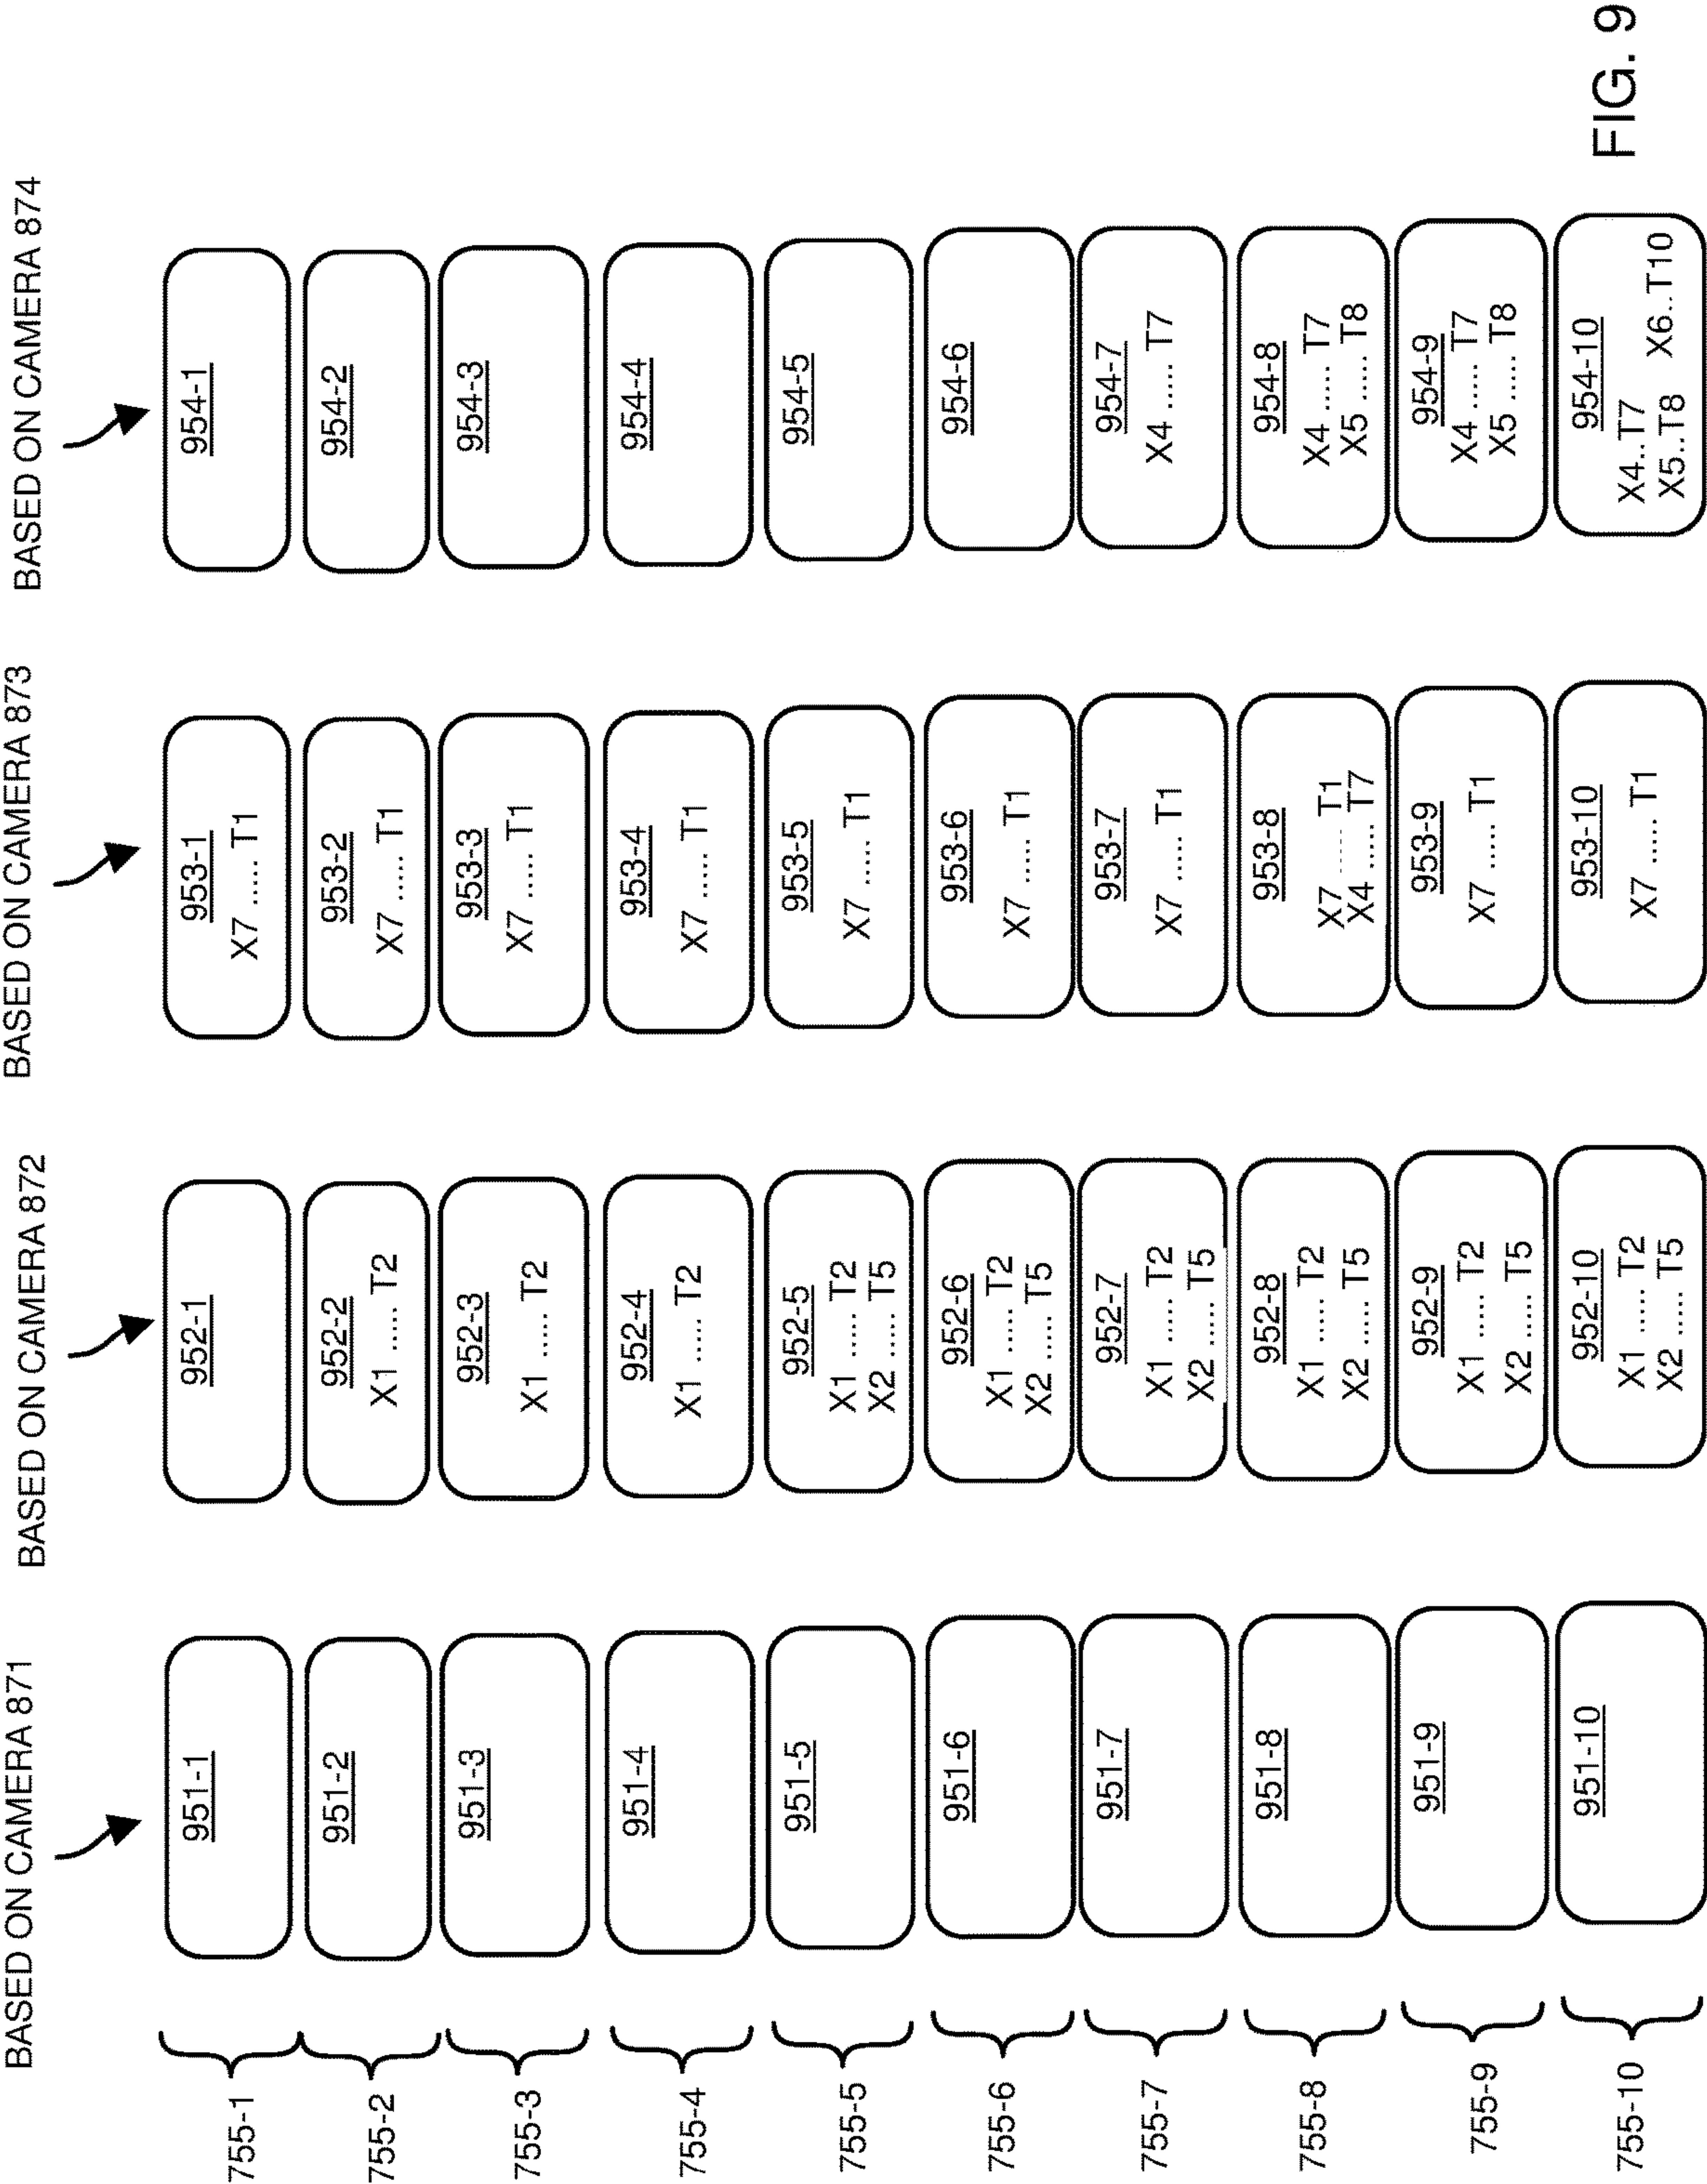 BASED ON CAMERA 871
BASED ON CAMERA 872
BASED ON CAMERA 873
BASED ON CAMERA 874
755-1
951-1
952-1
953-1
X7 ..... T1
954-1
755-2
951-2
952-2
X1 ..... T2
953-2
X7 .... T1
954-2
755-3
951-3
952-3
X1 ..... T2
953-3
X7 ..... T1
954-3
755-4
951-4
952-4
X1 .... T2
953-4
X7 .... T1
954-4
755-5
951-5
952-5
X1 ..... T2
X2 ..... T5
953-5
X7 ..... T1
954-5
755-6
951-6
952-6
X1 ..... T2
X2 ..... T5
953-6
X7 ..... T1
954-6
755-7
951-7
952-7
X1 ..... T2
X2 .... T5
953-7
X7 ..... T1
954-7
X4 ..... T7
755-8
951-8
952-8
X1 ..... T2
X2 ..... T5
953-8
X7 ..... T1
X4 ..... T7
954-8
X4 ..... T7
X5 ..... T8
755-9
951-9
952-9
X1 ..... T2
X2 ..... T5
953-9
X7 ..... T1
954-9
X4 ..... T7
X5 ..... T8
755-10
951-10
952-10
X1 ..... T2
X2 ..... T5
953-10
X7 ..... T1
954-10
X4..T7
X5..T8 X6...T10
FIG. 9